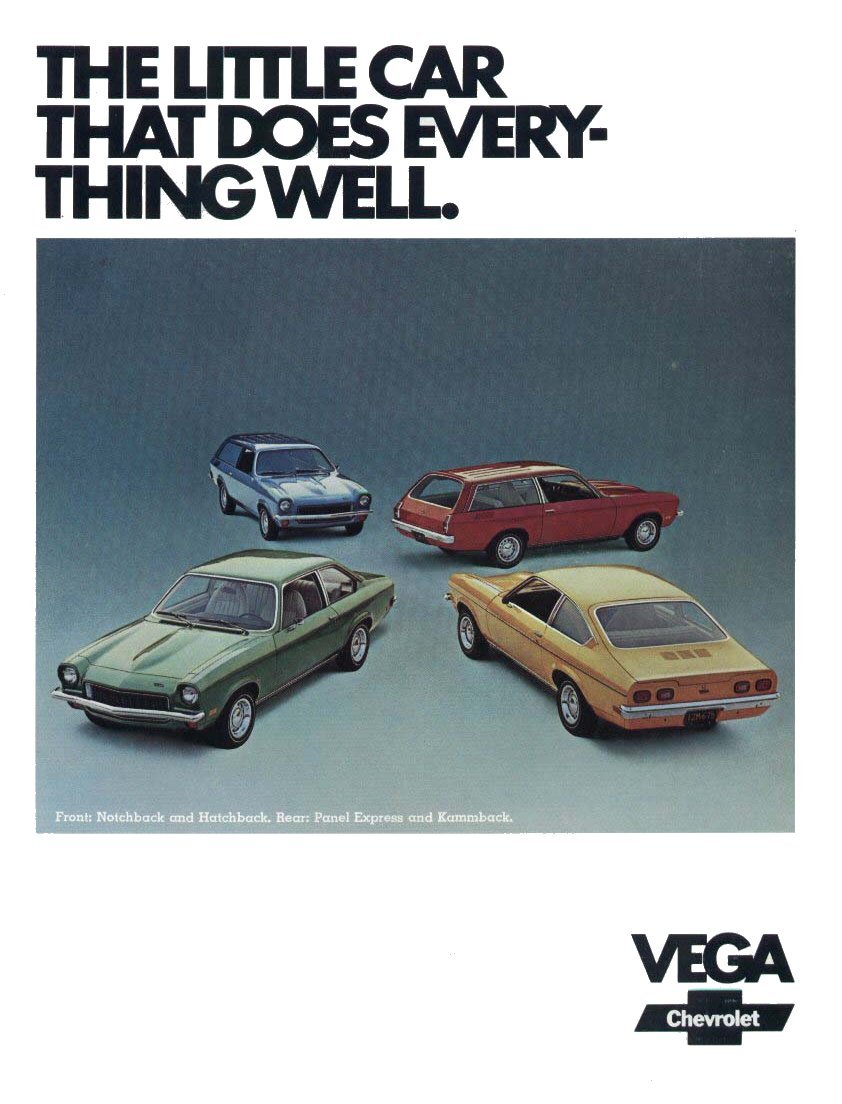 THE LITTLE CAR
THAT DOES EVERY-
THING WELL.
Front: Notchback and Hatchback. Rear: Panel Express and Kammback.
VEGA
Chevrolet